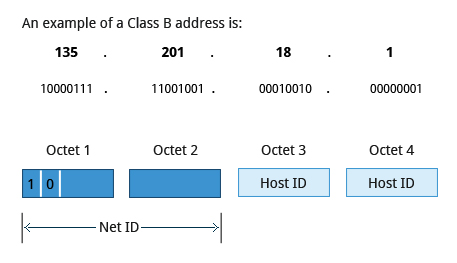 An example of a Class B address is:
135 . 201 . 18 . 1
10000111 . 11001001 . 00010010 . 00000001
Octet 1 Octet 2 Octet 3 Octet 4
1 0 Host ID Host ID
Net ID